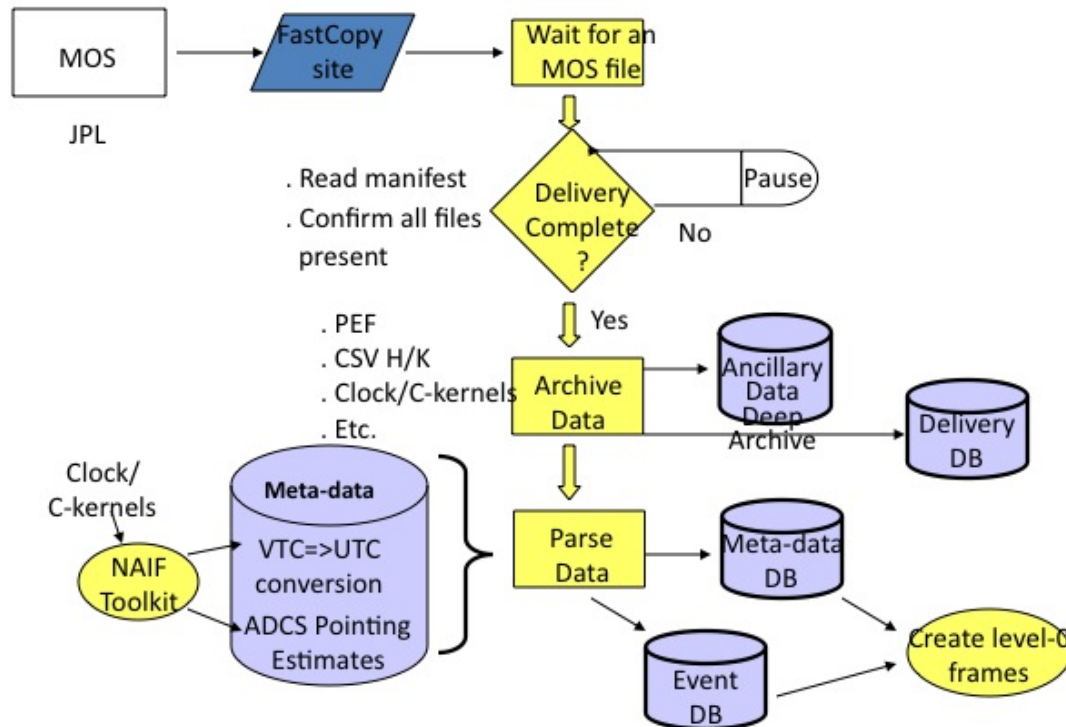 MOS
JPL
FastCopy
site
Wait for an
MOS file
. Read manifest
. Confirm all files
present
Delivery
Complete
?
Pause
No
Yes
. PEF
. CSV H/K
. Clock/C-kernels
. Etc.
Archive
Data
Ancillary
Data
Deep
Archive
Delivery
DB
Clock/
C-kernels
NAIF
Toolkit
Meta-data
VTC=>UTC
conversion
ADCS Pointing
Estimates
Parse
Data
Meta-data
DB
Event
DB
Create level-0
frames